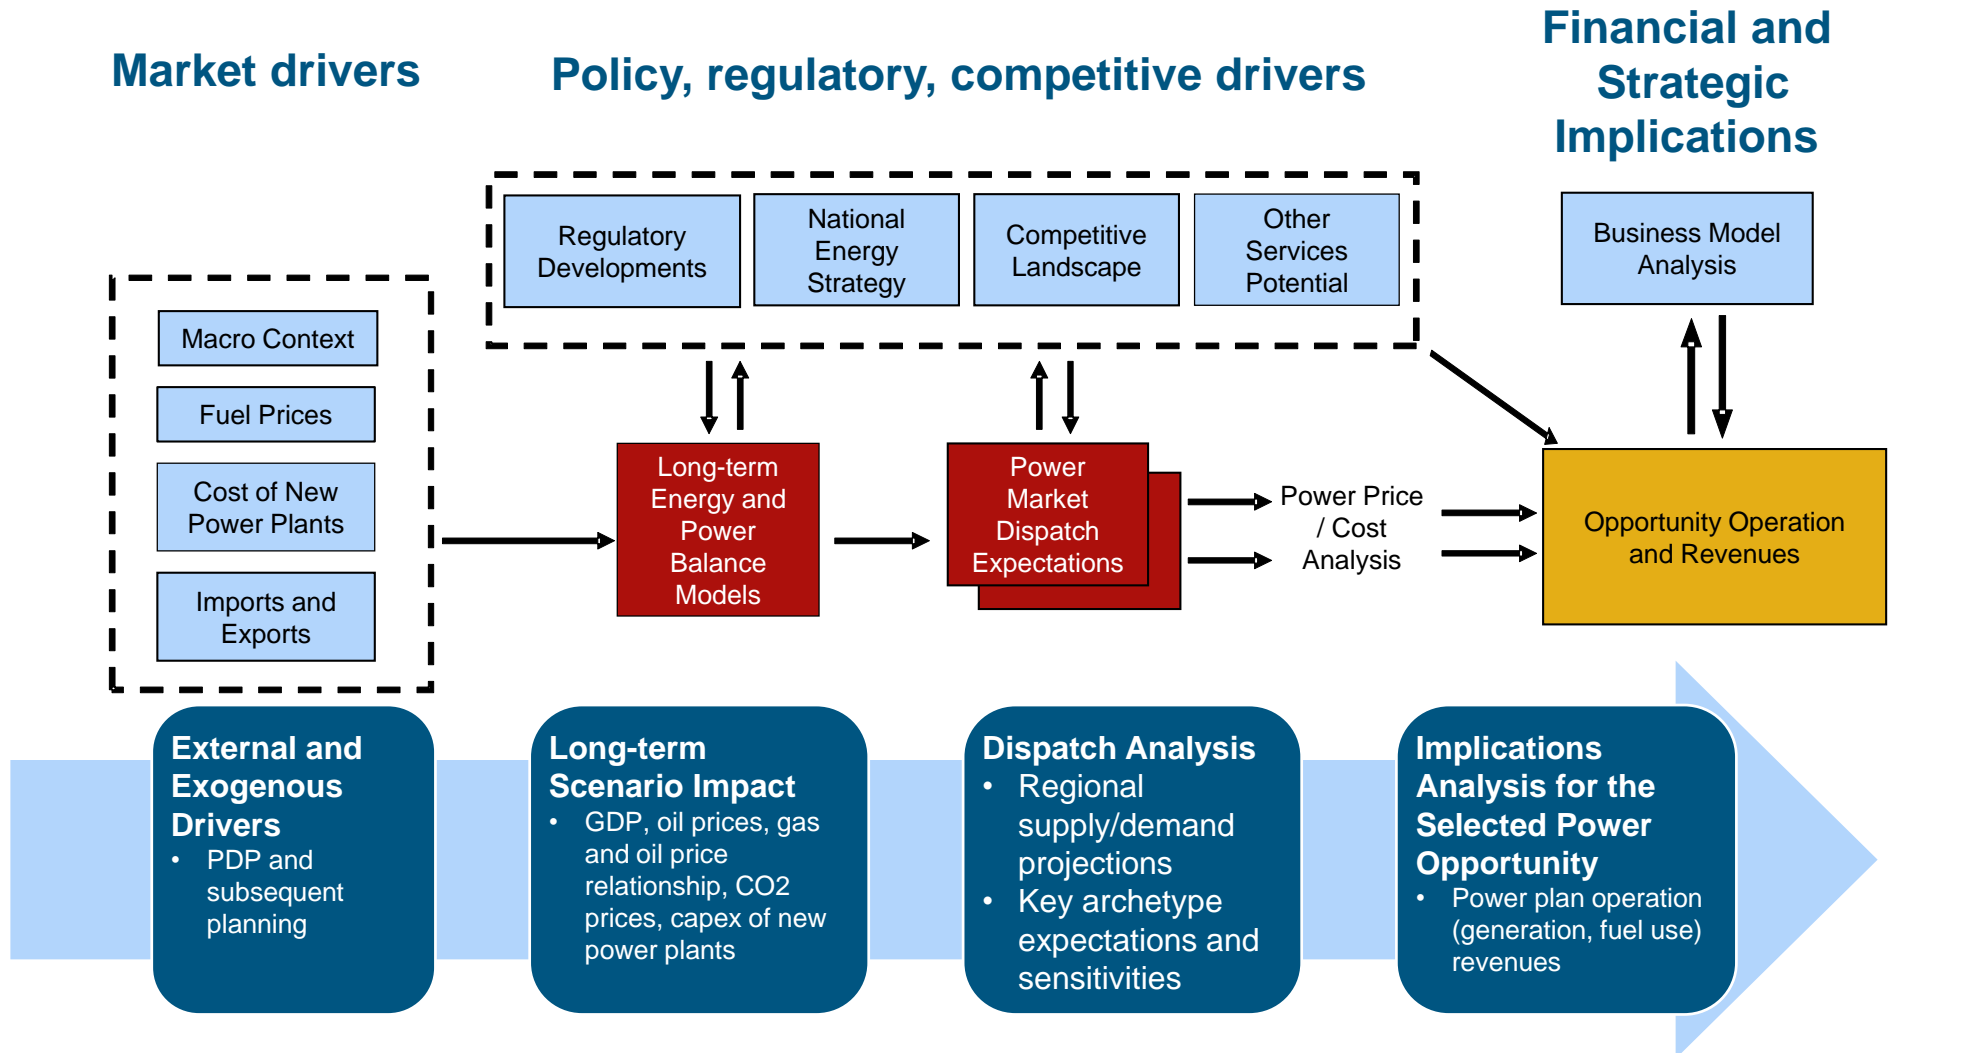 Market drivers
Policy, regulatory, competitive drivers
Financial and
Strategic
Implications
Regulatory
Developments
National
Energy
Strategy
Competitive
Landscape
Other
Services
Potential
Business Model
Analysis
Macro Context
Fuel Prices
Cost of New
Power Plants
Imports and
Exports
Long-term
Energy and
Power
Balance
Models
Power
Market
Dispatch
Expectations
Power Price
/ Cost
Analysis
Opportunity Operation
and Revenues
External and
Exogenous
Drivers
• PDP and
subsequent
planning
Long-term
Scenario Impact
• GDP, oil prices, gas
and oil price
relationship, CO2
prices, capex of new
power plants
Dispatch Analysis
• Regional
supply/demand
projections
• Key archetype
expectations and
sensitivities
Implications
Analysis for the
Selected Power
Opportunity
• Power plan operation
(generation, fuel use)
revenues